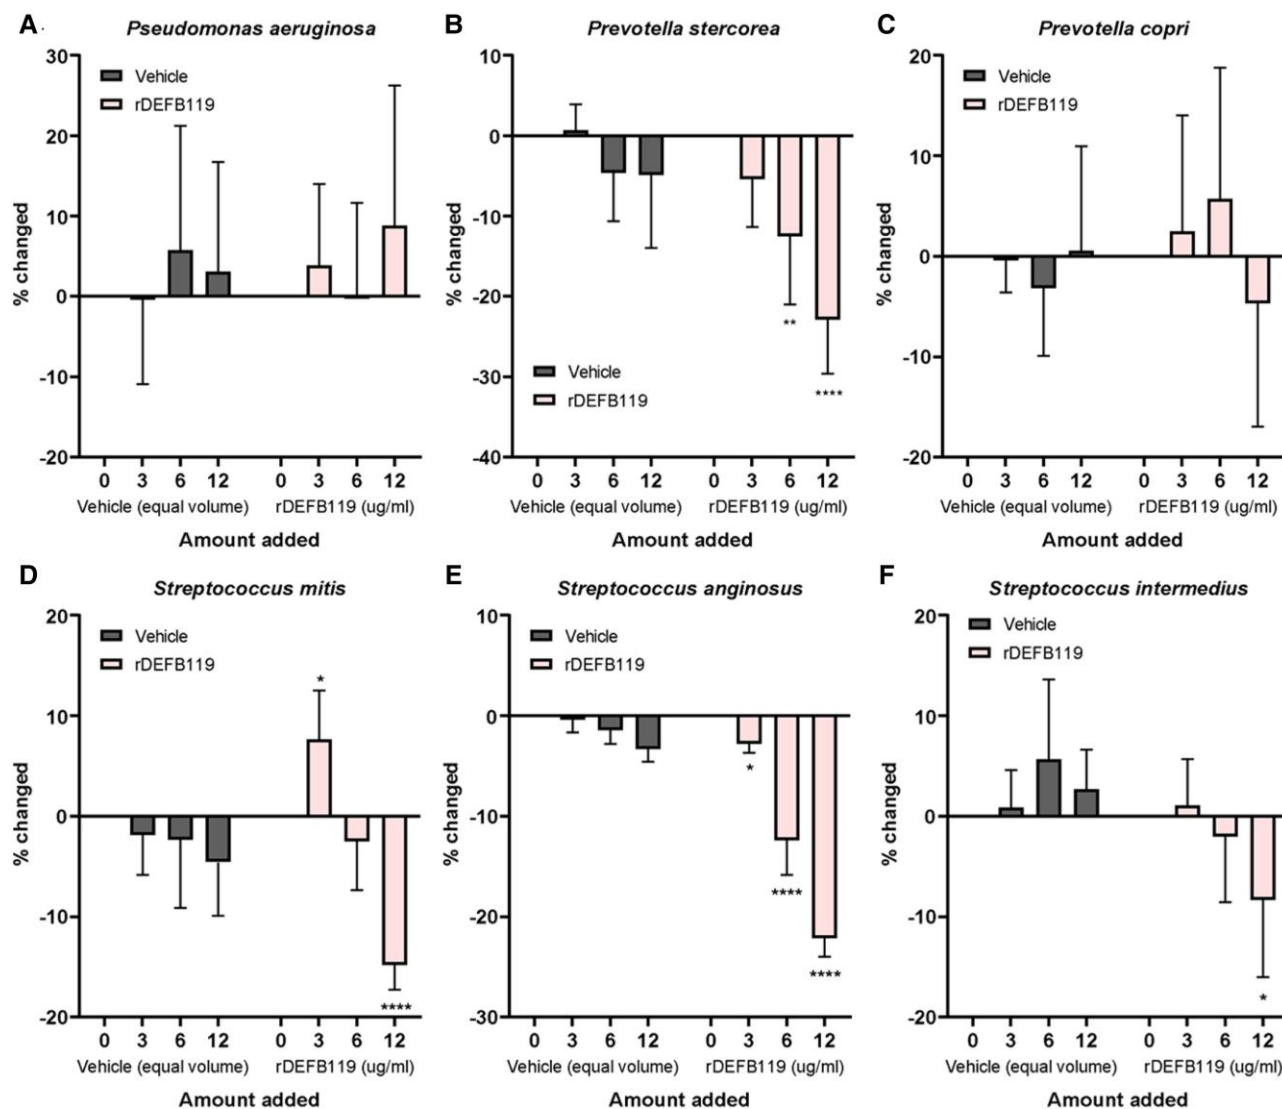 A
Pseudomonas aeruginosa
30
20
10
0
-10
-20
% changed
Vehicle
rDEFB119
0 3 6 12 0 3 6 12
Vehicle (equal volume) rDEFB119 (ug/ml)
Amount added
B
Prevotella stercorea
10
0
-10
-20
-30
-40
% changed
**
****
Vehicle
rDEFB119
0 3 6 12 0 3 6 12
Vehicle (equal volume) rDEFB119 (ug/ml)
Amount added
C
Prevotella copri
20
10
0
-10
-20
% changed
Vehicle
rDEFB119
0 3 6 12 0 3 6 12
Vehicle (equal volume) rDEFB119 (ug/ml)
Amount added
D
Streptococcus mitis
20
10
0
-10
-20
% changed
Vehicle
rDEFB119
*
****
0 3 6 12 0 3 6 12
Vehicle (equal volume) rDEFB119 (ug/ml)
Amount added
E
Streptococcus anginosus
10
0
-10
-20
-30
% changed
Vehicle
rDEFB119
*
****
****
0 3 6 12 0 3 6 12
Vehicle (equal volume) rDEFB119 (ug/ml)
Amount added
F
Streptococcus intermedius
20
10
0
-10
-20
% changed
Vehicle
rDEFB119
*
0 3 6 12 0 3 6 12
Vehicle (equal volume) rDEFB119 (ug/ml)
Amount added